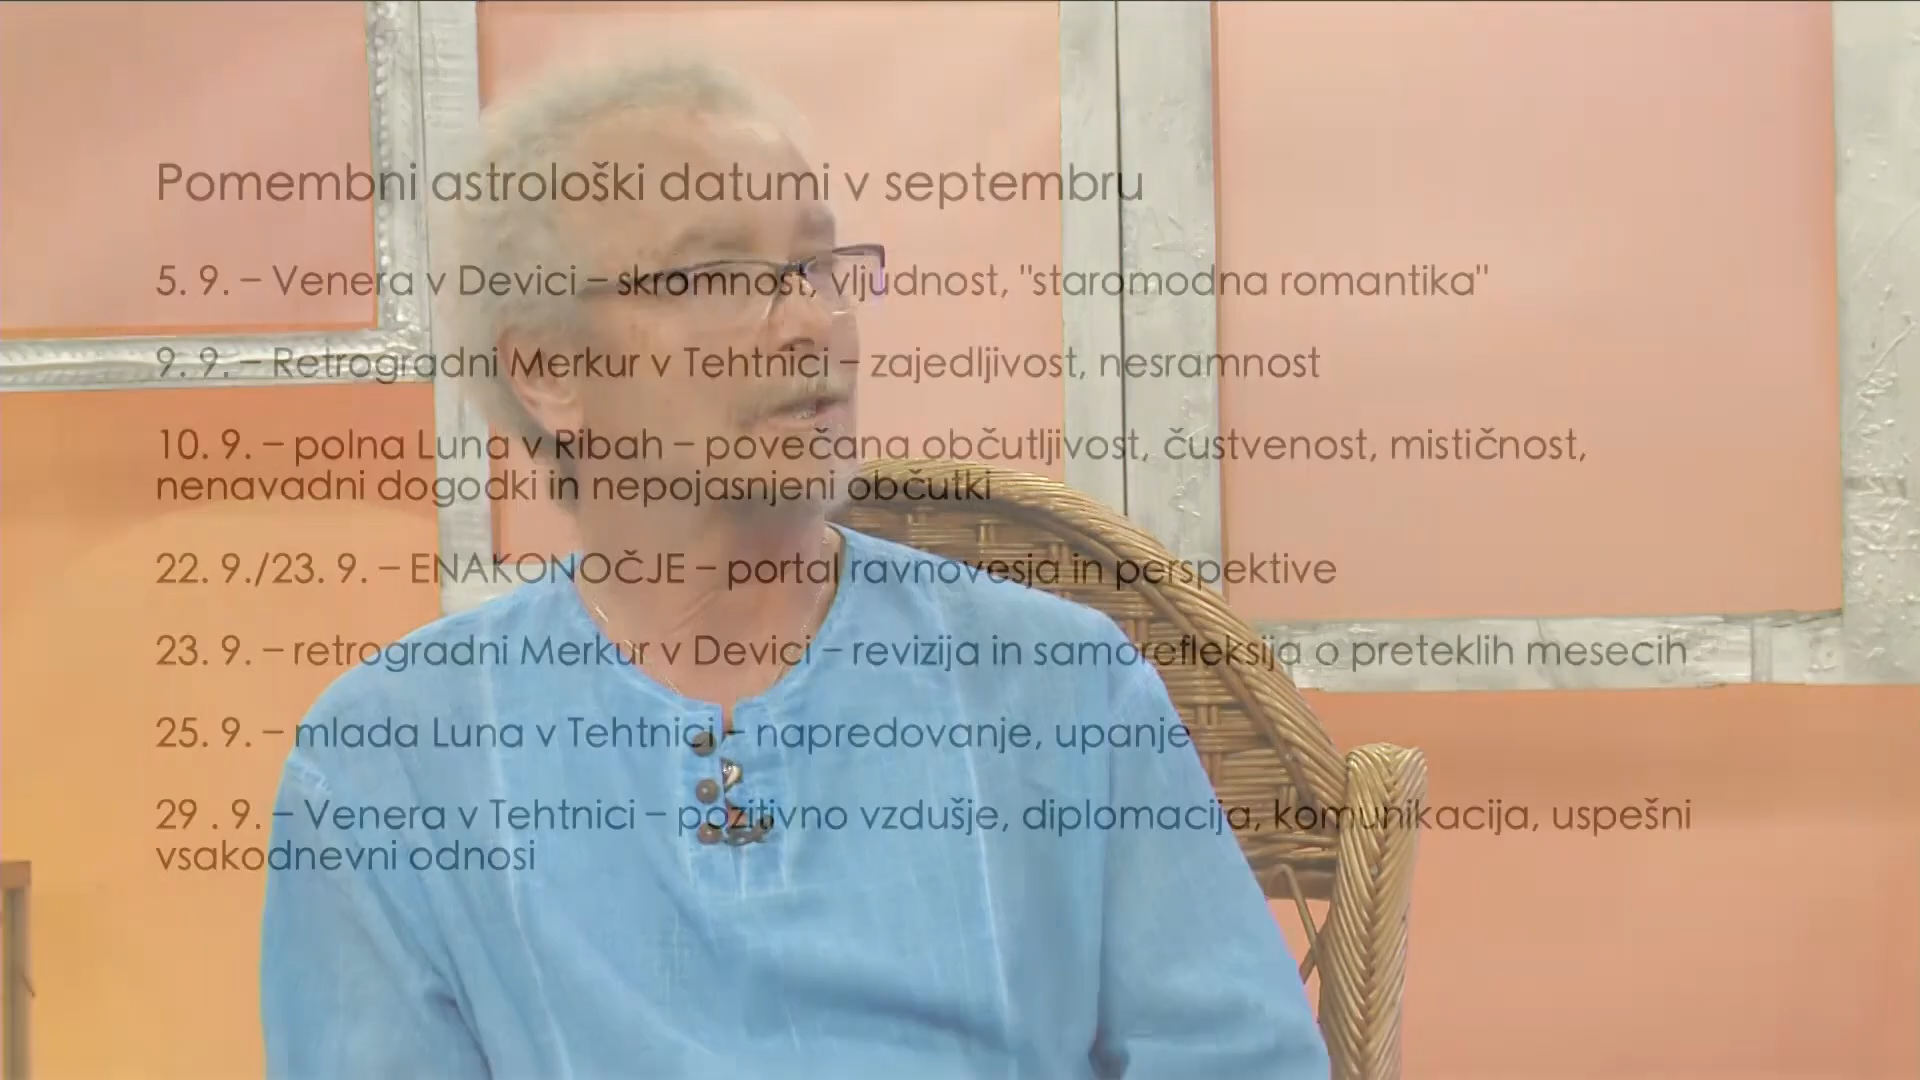 Pomembni astrološki datumi v septembru
5. 9. – Venera v Devici – skromnost, vljudnost, "staromodna romantika"
9. 9. – Retrogradni Merkur v Tehtnici – zajedljivost, nesramnost
10. 9. – polna Luna v Ribah – povečana občutljivost, čustvenost, mističnost,
nenavadni dogodki in nepojasnjeni občutki
22. 9./23. 9. – ENAKONOČJE – portal ravnovesja in perspektive
23. 9. – retrogradni Merkur v Devici – revizija in samorefleksija o preteklih mesecih
25. 9. – mlada Luna v Tehtnici – napredovanje, upanje
29 . 9. – Venera v Tehtnici – pozitivno vzdušje, diplomacija, komunikacija, uspešni
vsakodnevni odnosi